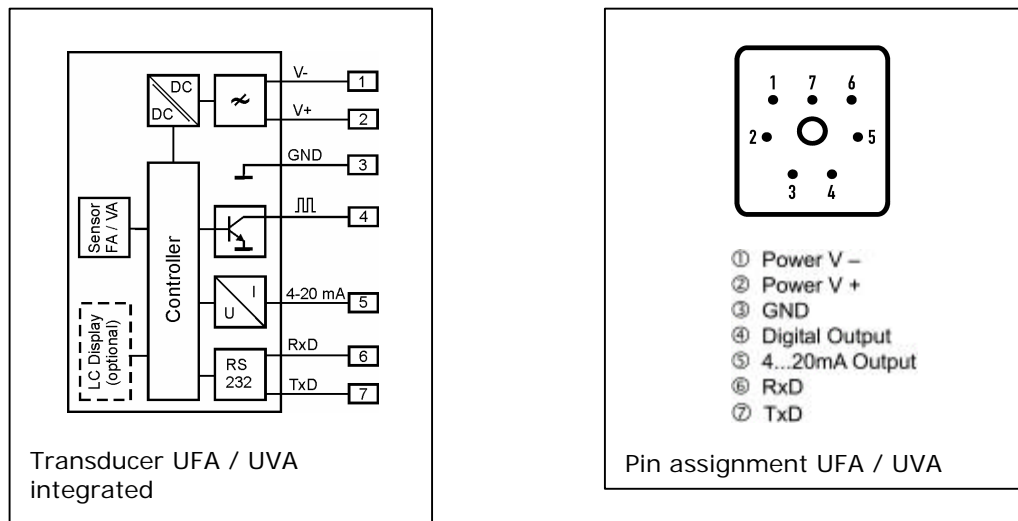 DC
DC
V-
1
V+
2
GND
3
4
Sensor
FA / VA
Controller
I
U
4-20 mA
5
LC Display
(optional)
RS
232
RxD
6
TxD
7
Transducer UFA / UVA
integrated
1 7 6
2 5
3 4
① Power V –
② Power V +
③ GND
④ Digital Output
⑤ 4...20mA Output
⑥ RxD
⑦ TxD
Pin assignment UFA / UVA